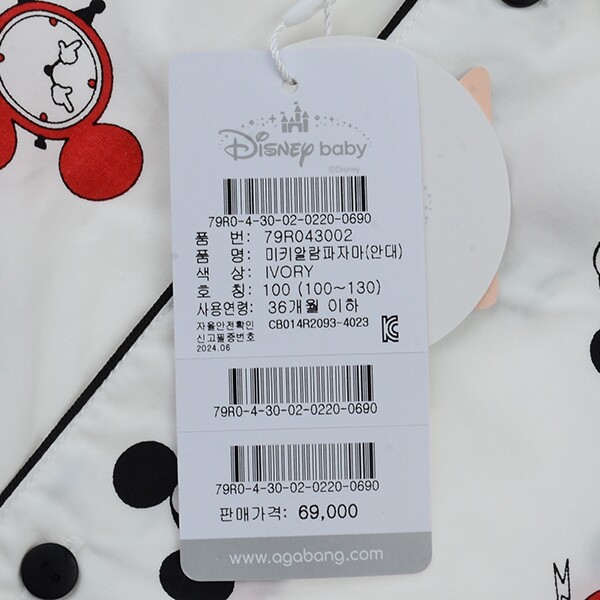 Disney baby
©Disney
79R0-4-30-02-0220-0690
품 번: 79R043002
품 명: 미키알람파자마(안대)
색 상: IVORY
호 칭: 100 (100~130)
사용연령: 36개월 이하
자율안전확인 CB014R2093-4023
신고필증번호
2024.06
79R0-4-30-02-0220-0690
79R0-4-30-02-0220-0690
판매가격: 69,000
www.agabang.com